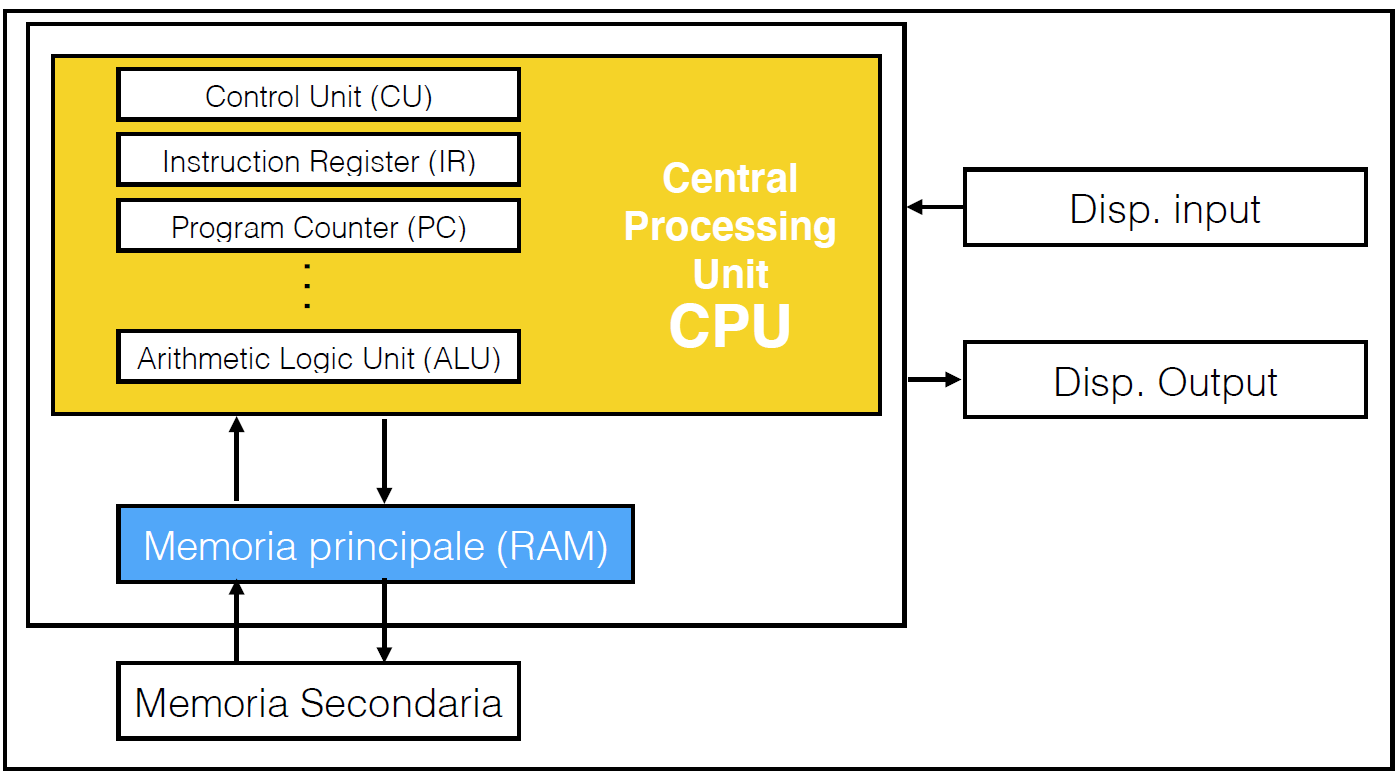 Control Unit (CU)
Instruction Register (IR)
Program Counter (PC)
Arithmetic Logic Unit (ALU)
Central
Processing
Unit
CPU
Disp. input
Disp. Output
Memoria principale (RAM)
Memoria Secondaria